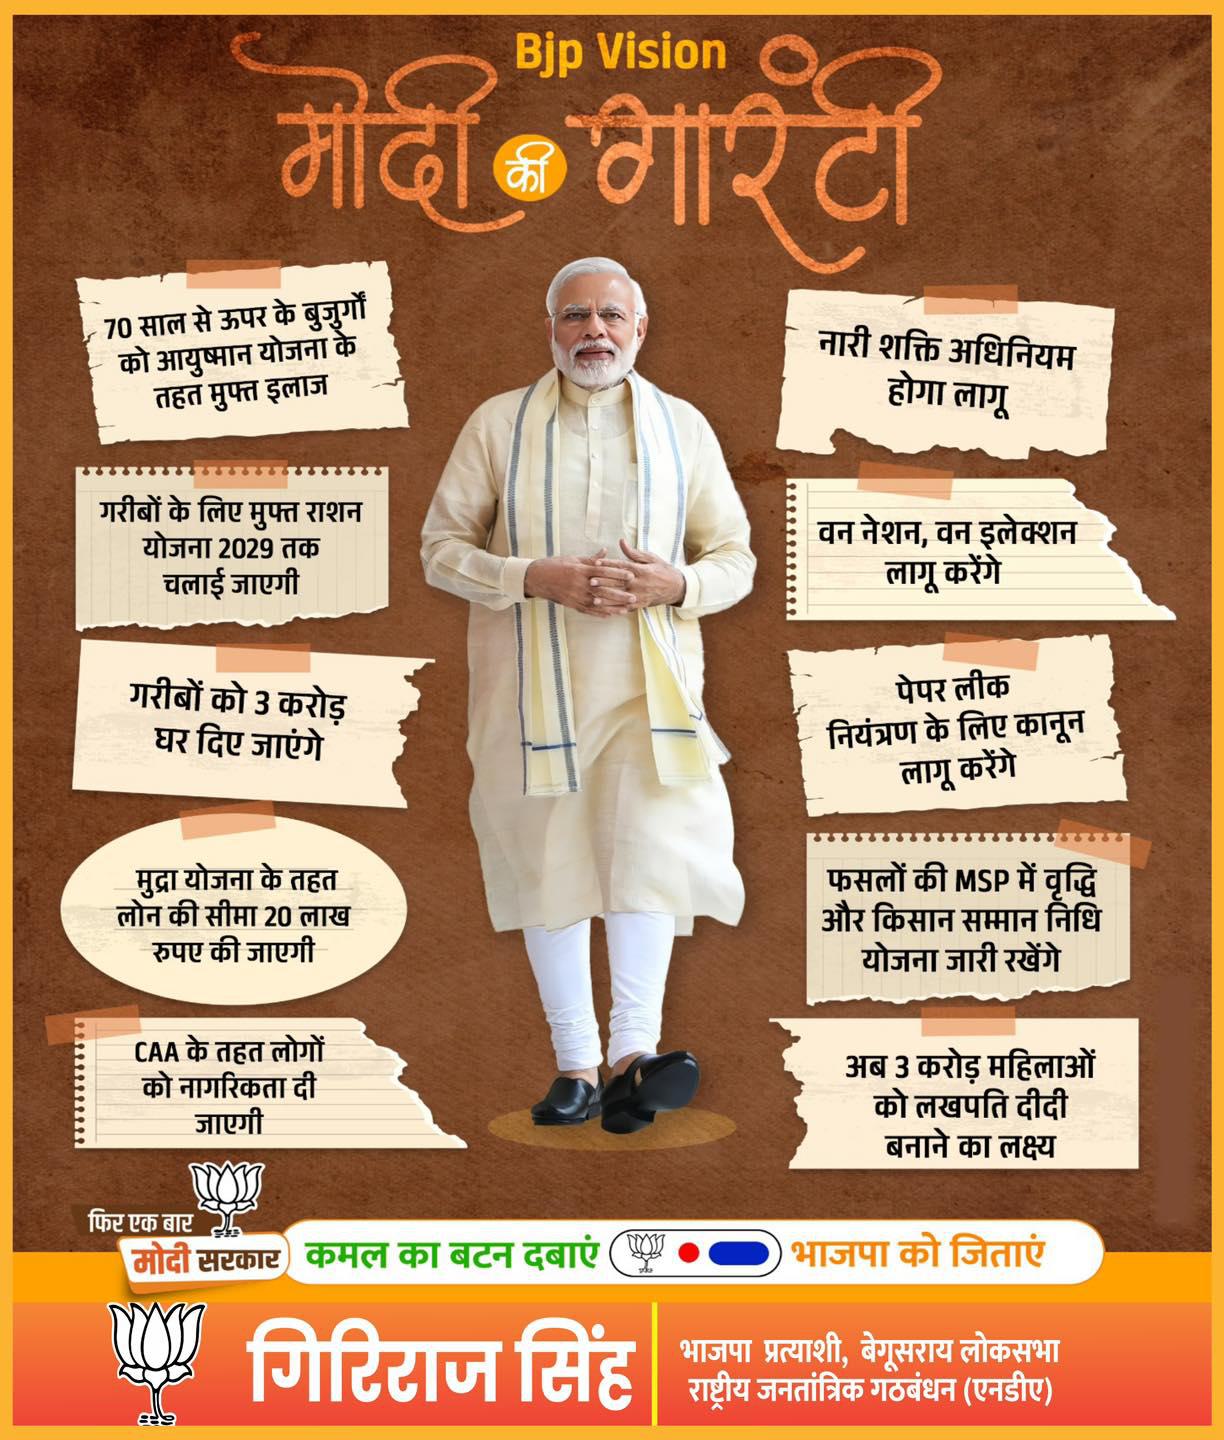 Bjp Vision
मोदी की गारंटी
70 साल से ऊपर के बुजुर्गों
को आयुष्मान योजना के
तहत मुफ्त इलाज
गरीबों के लिए मुफ्त राशन
योजना 2029 तक
चलाई जाएगी
गरीबों को 3 करोड़
घर दिए जाएंगे
मुद्रा योजना के तहत
लोन की सीमा 20 लाख
रुपए की जाएगी
CAA के तहत लोगों
को नागरिकता दी
जाएगी
नारी शक्ति अधिनियम
होगा लागू
वन नेशन, वन इलेक्शन
लागू करेंगे
पेपर लीक
नियंत्रण के लिए कानून
लागू करेंगे
फसलों की MSP में वृद्धि
और किसान सम्मान निधि
योजना जारी रखेंगे
अब 3 करोड़ महिलाओं
को लखपति दीदी
बनाने का लक्ष्य
फिर एक बार
मोदी सरकार
कमल का बटन दबाएं भाजपा को जिताएं
गिरिराज सिंह
भाजपा प्रत्याशी, बेगूसराय लोकसभा
राष्ट्रीय जनतांत्रिक गठबंधन (एनडीए)